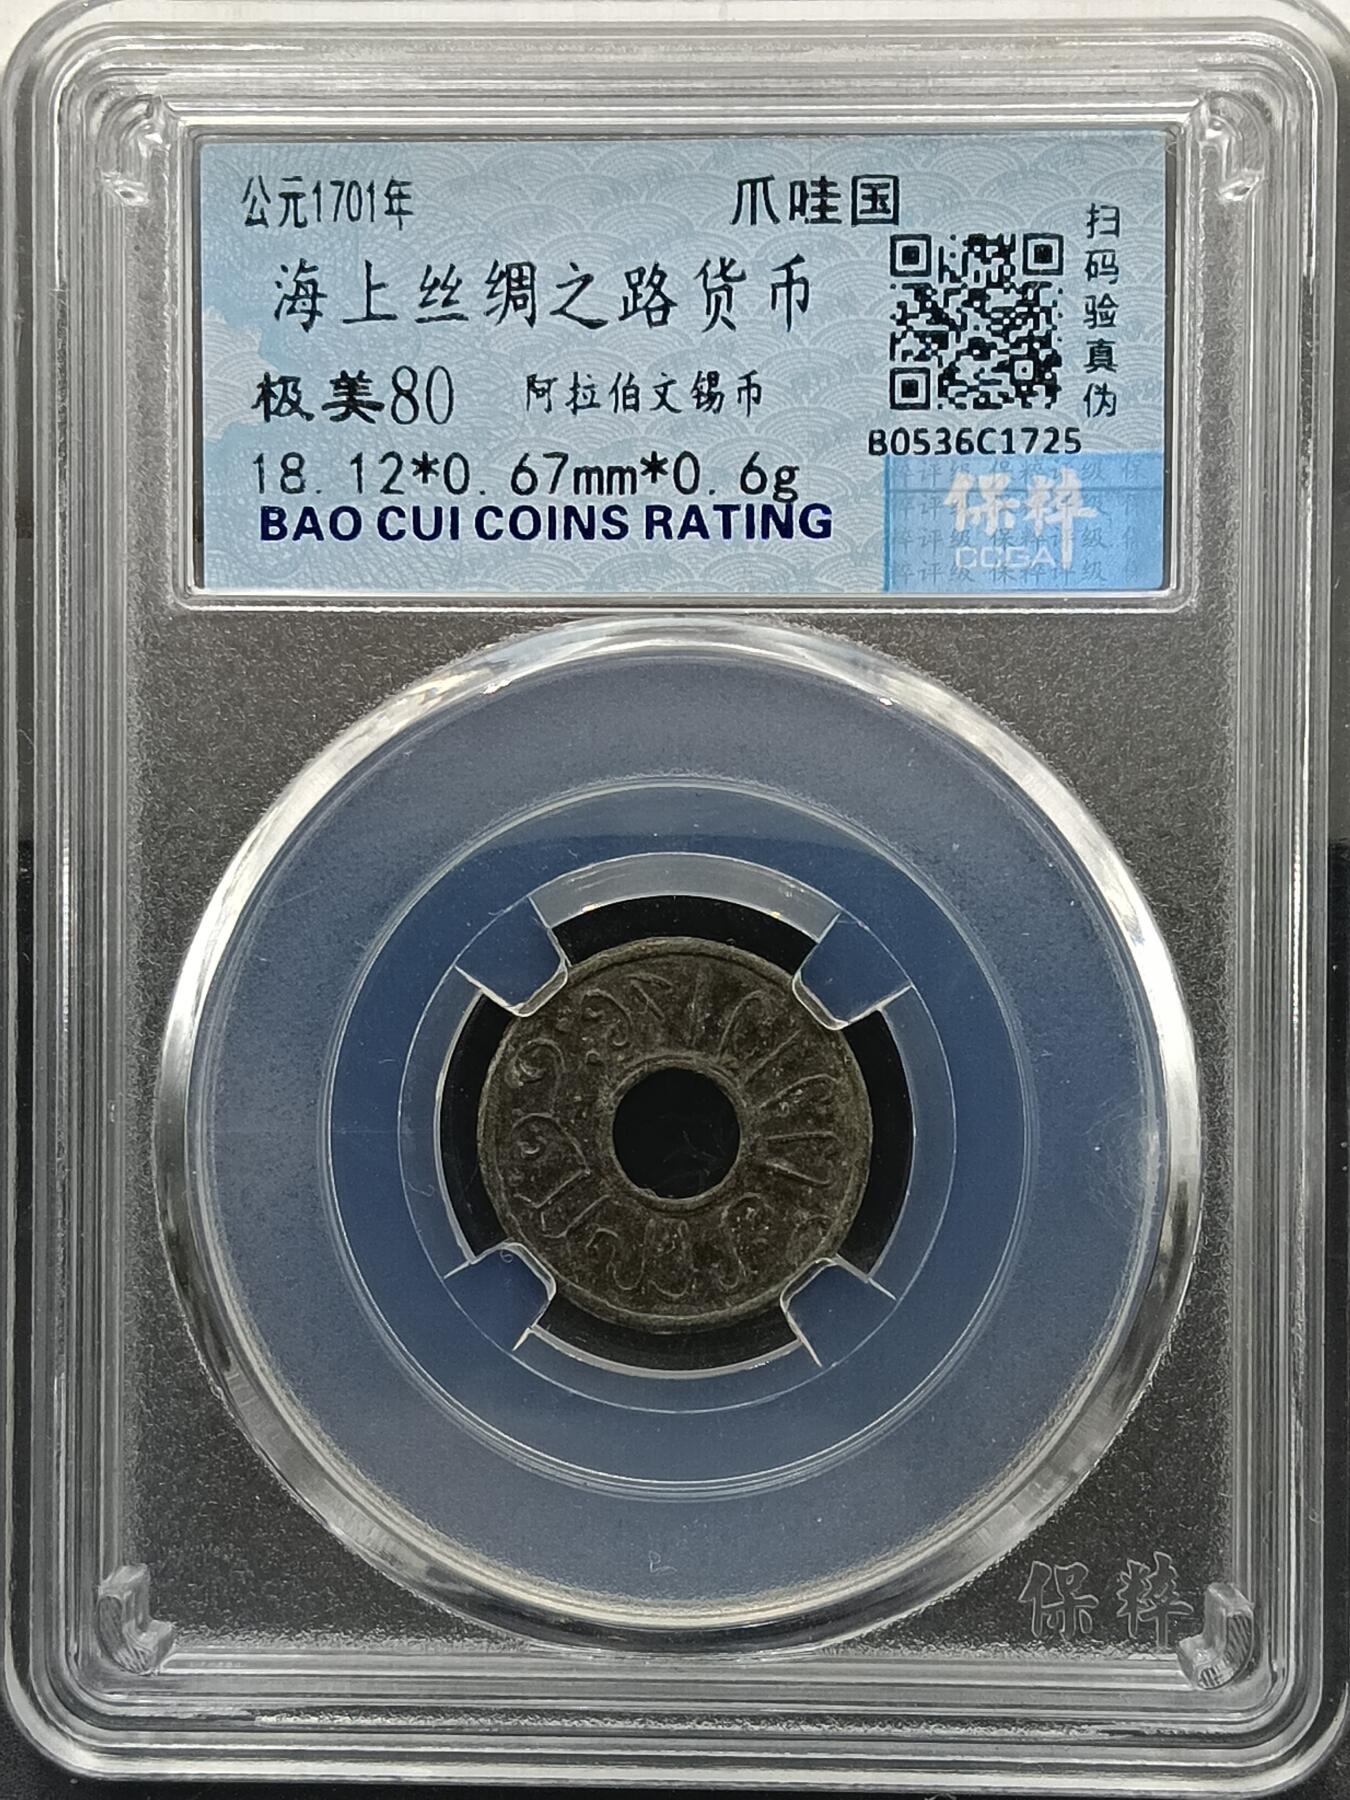 公元1701年
爪哇国
海上丝绸之路货币
极美80
阿拉伯文锡币
18.12*0.67mm*0.6g
BAO CUI COINS RATING
扫码验真伪
B0536C1725
保粹
CCGA
保粹